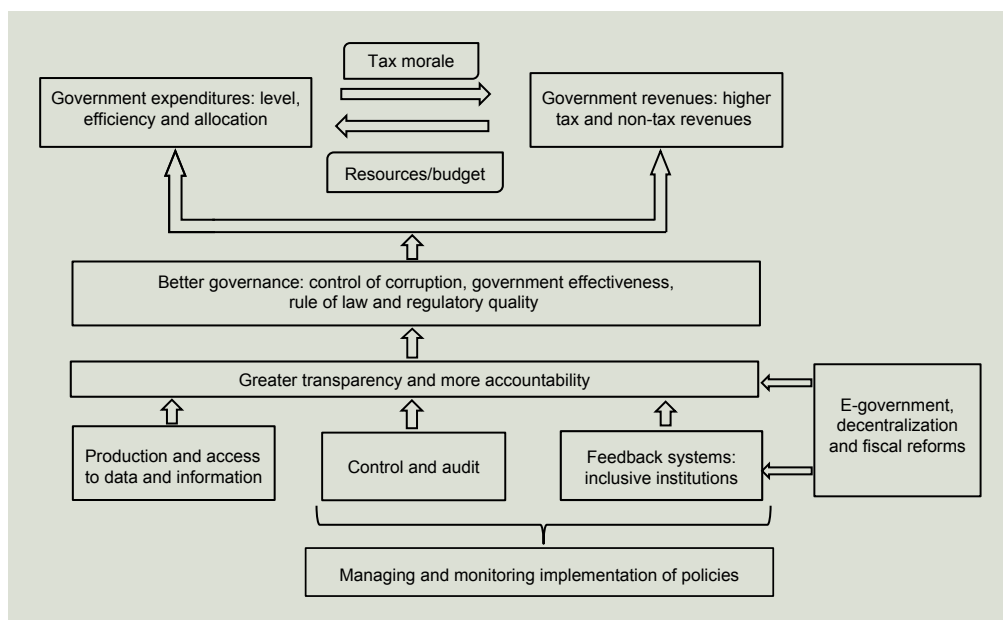 Tax morale
Government expenditures: level,
efficiency and allocation
Government revenues: higher
tax and non-tax revenues
Resources/budget
Better governance: control of corruption, government effectiveness,
rule of law and regulatory quality
Greater transparency and more accountability
E-government,
decentralization
and fiscal reforms
Production and access
to data and information
Control and audit
Feedback systems:
inclusive institutions
Managing and monitoring implementation of policies